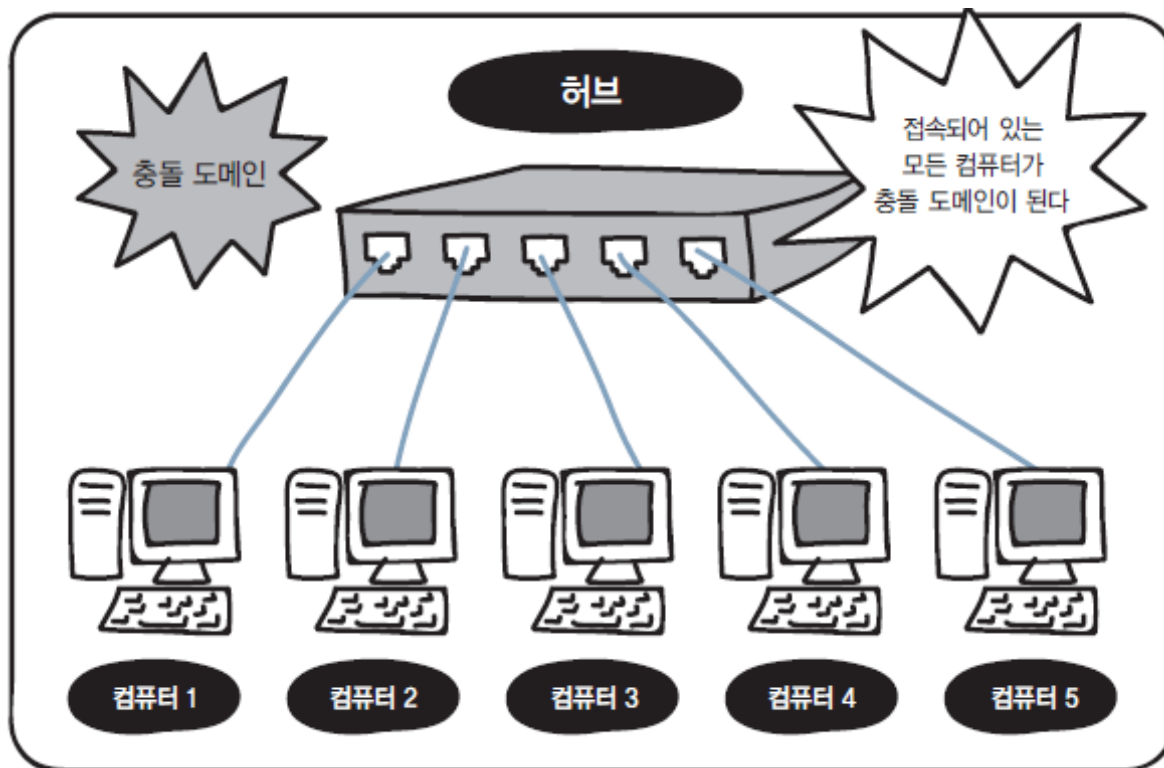 허브
충돌 도메인
접속되어 있는
모든 컴퓨터가
충돌 도메인이 된다
컴퓨터 1
컴퓨터 2
컴퓨터 3
컴퓨터 4
컴퓨터 5